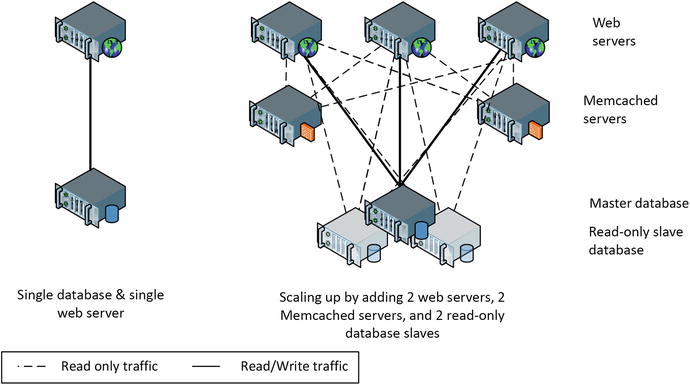 Web
servers
Memcached
servers
Master database
Read-only slave
database
Single database & single
web server
Scaling up by adding 2 web servers, 2
Memcached servers, and 2 read-only
database slaves
Read only traffic
Read/Write traffic